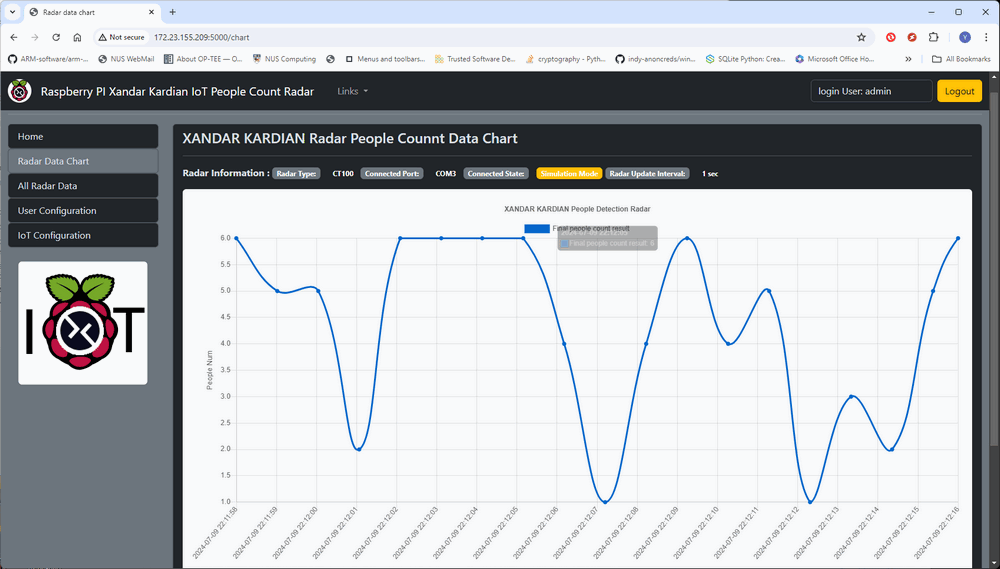 Radar data chart
Not secure 172.23.155.209:5000/chart
ARM-software/arm-... NUS WebMail About OP-TEE — O... NUS Computing Menus and toolbars... Trusted Software De... cryptography - Pyth... indy-anoncreds/win... SQLite Python: Crea... Microsoft Office Ho... » All Bookmarks
Raspberry PI Xandar Kardian IoT People Count Radar Links login User: admin Logout
Home
Radar Data Chart
All Radar Data
User Configuration
IoT Configuration
IOT
XANDAR KARDIAN Radar People Counnt Data Chart
Radar Information : Radar Type: CT100 Connected Port: COM3 Connected State: Simulation Mode Radar Update Interval: 1 sec
XANDAR KARDIAN People Detection Radar
Final people count result
2024-07-09 22:12:05
Final people count result: 6
People Num
6.0
5.5
5.0
4.5
4.0
3.5
3.0
2.5
2.0
1.5
1.0
2024-07-09 22:11:58
2024-07-09 22:11:59
2024-07-09 22:12:00
2024-07-09 22:12:01
2024-07-09 22:12:02
2024-07-09 22:12:03
2024-07-09 22:12:04
2024-07-09 22:12:05
2024-07-09 22:12:06
2024-07-09 22:12:07
2024-07-09 22:12:08
2024-07-09 22:12:09
2024-07-09 22:12:10
2024-07-09 22:12:11
2024-07-09 22:12:12
2024-07-09 22:12:13
2024-07-09 22:12:14
2024-07-09 22:12:15
2024-07-09 22:12:16